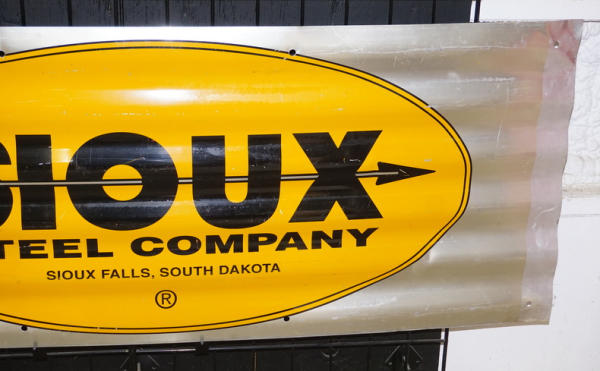 SIOUX
TEEL COMPANY
SIOUX FALLS, SOUTH DAKOTA
®